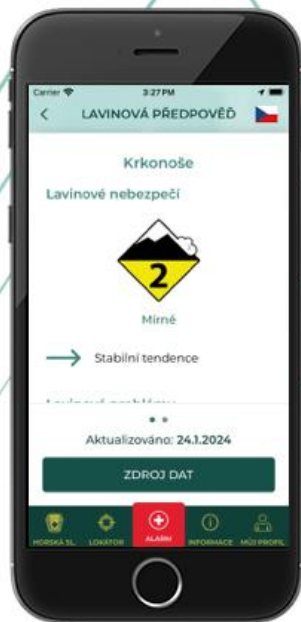 Carrier 3:27 PM
LAVINOVÁ PŘEDPOVĚĎ
Krkonoše
Lavinové nebezpečí
2
Mírné
Stabilní tendence
Aktualizováno: 24.1.2024
ZDROJ DAT
HORSKÁ SL. LOKÁTOR ALARM INFORMACE MŮJ PROFIL